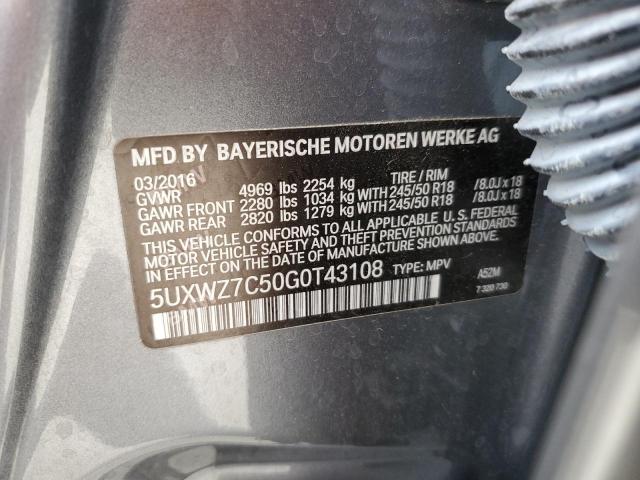 MFD BY BAYERISCHE MOTOREN WERKE AG
03/2016 TIRE / RIM
GVWR 4969 lbs 2254 kg
GAWR FRONT 2280 lbs 1034 kg WITH 245/50 R18 /8.0J x 18
GAWR REAR 2820 lbs 1279 kg WITH 245/50 R18 /8.0J x 18
THIS VEHICLE CONFORMS TO ALL APPLICABLE U.S. FEDERAL
MOTOR VEHICLE SAFETY AND THEFT PREVENTION STANDARDS
IN EFFECT ON THE DATE OF MANUFACTURE SHOWN ABOVE.
5UXWZ7C50G0T43108 TYPE: MPV A52M
7 320 730